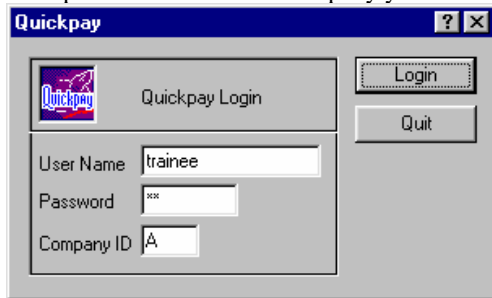 Quickpay
Quickpay
Quickpay Login
Login
Quit
User Name trainee
Password **
Company ID A